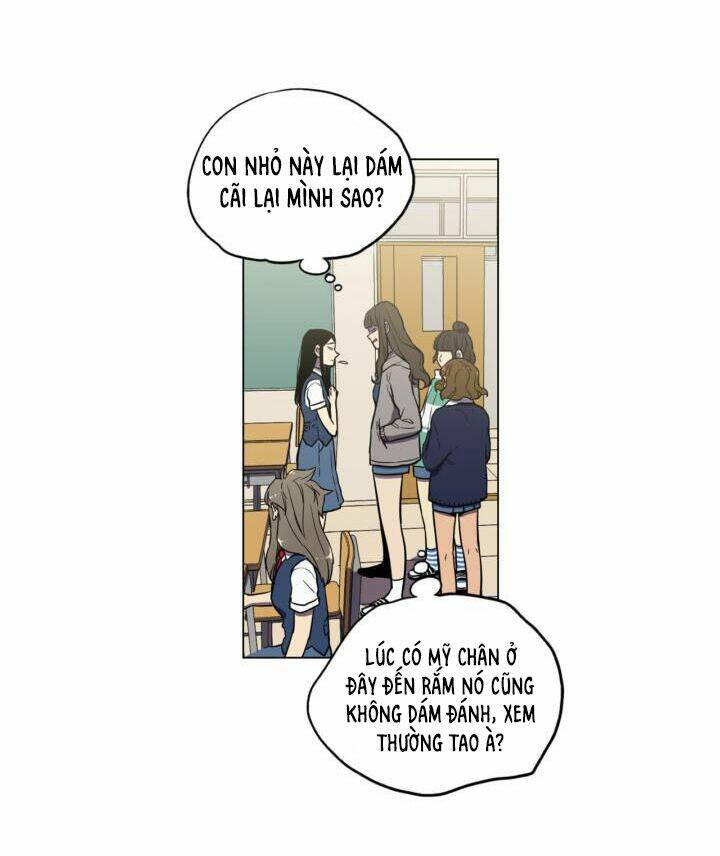 CON NHỎ NÀY LẠI DÁM
CÃI LẠI MÌNH SAO?
LÚC CÓ MỸ CHÂN Ở
ĐÂY ĐẾN RẮM NÓ CŨNG
KHÔNG DÁM ĐÁNH, XEM
THƯỜNG TAO À?